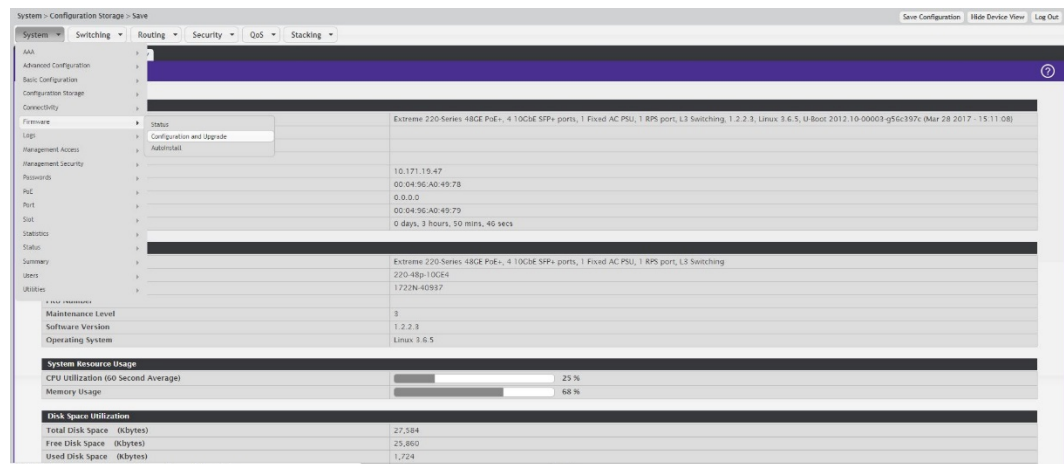 System > Configuration Storage > Save
Save Configuration Hide Device View Log Out
System Switching Routing Security QoS Stacking
AAA
Advanced Configuration
Basic Configuration
Configuration Storage
Connectivity
Firmware
Status
Configuration and Upgrade
AutoInstall
Logs
Management Access
Management Security
Passwords
PoE
Port
Slot
Statistics
Status
Summary
Users
Utilities
Extreme 220-Series 48GE PoE+, 4 10GbE SFP+ ports, 1 Fixed AC PSU, 1 RPS port, L3 Switching, 1.2.2.3, Linux 3.6.5, U-Boot 2012.10-00003-g56c397c (Mar 28 2017 - 15:11:08)
10.171.19.47
00:04:96:A0:49:78
0.0.0.0
00:04:96:A0:49:79
0 days, 3 hours, 50 mins, 46 secs
Extreme 220-Series 48GE PoE+, 4 10GbE SFP+ ports, 1 Fixed AC PSU, 1 RPS port, L3 Switching
220-48p-10GE4
1722N-40937
Maintenance Level 3
Software Version 1.2.2.3
Operating System Linux 3.6.5
System Resource Usage
CPU Utilization (60 Second Average) 25 %
Memory Usage 68 %
Disk Space Utilization
Total Disk Space (Kbytes) 27,584
Free Disk Space (Kbytes) 25,860
Used Disk Space (Kbytes) 1,724